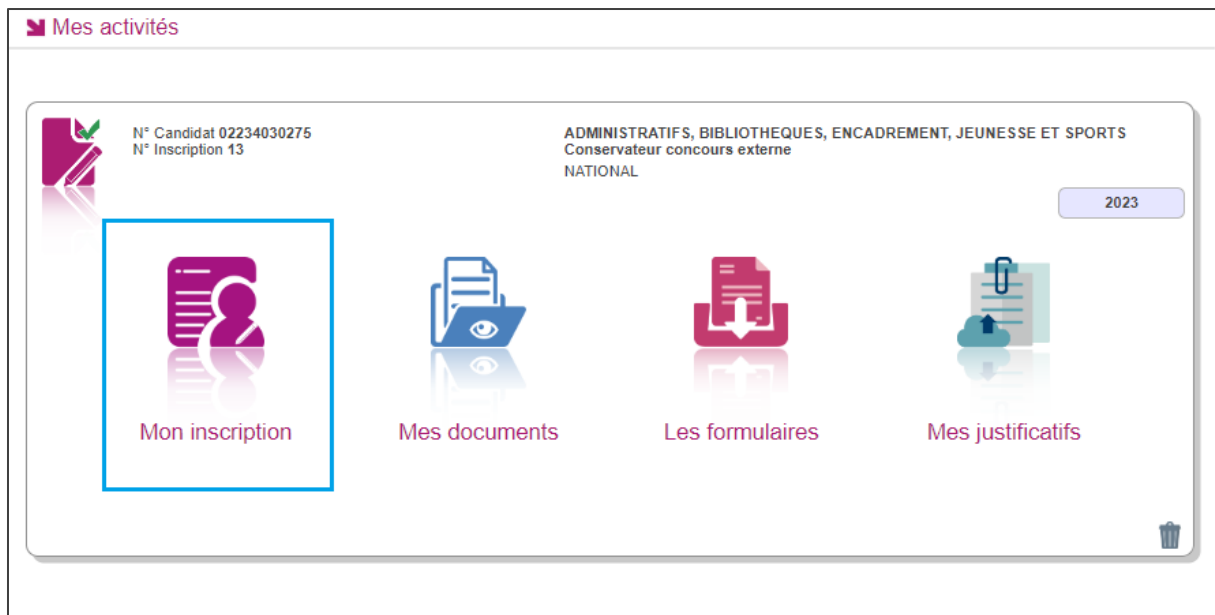 Mes activités
N° Candidat 02234030275
N° Inscription 13
ADMINISTRATIFS, BIBLIOTHEQUES, ENCADREMENT, JEUNESSE ET SPORTS
Conservateur concours externe
NATIONAL
2023
Mon inscription
Mes documents
Les formulaires
Mes justificatifs